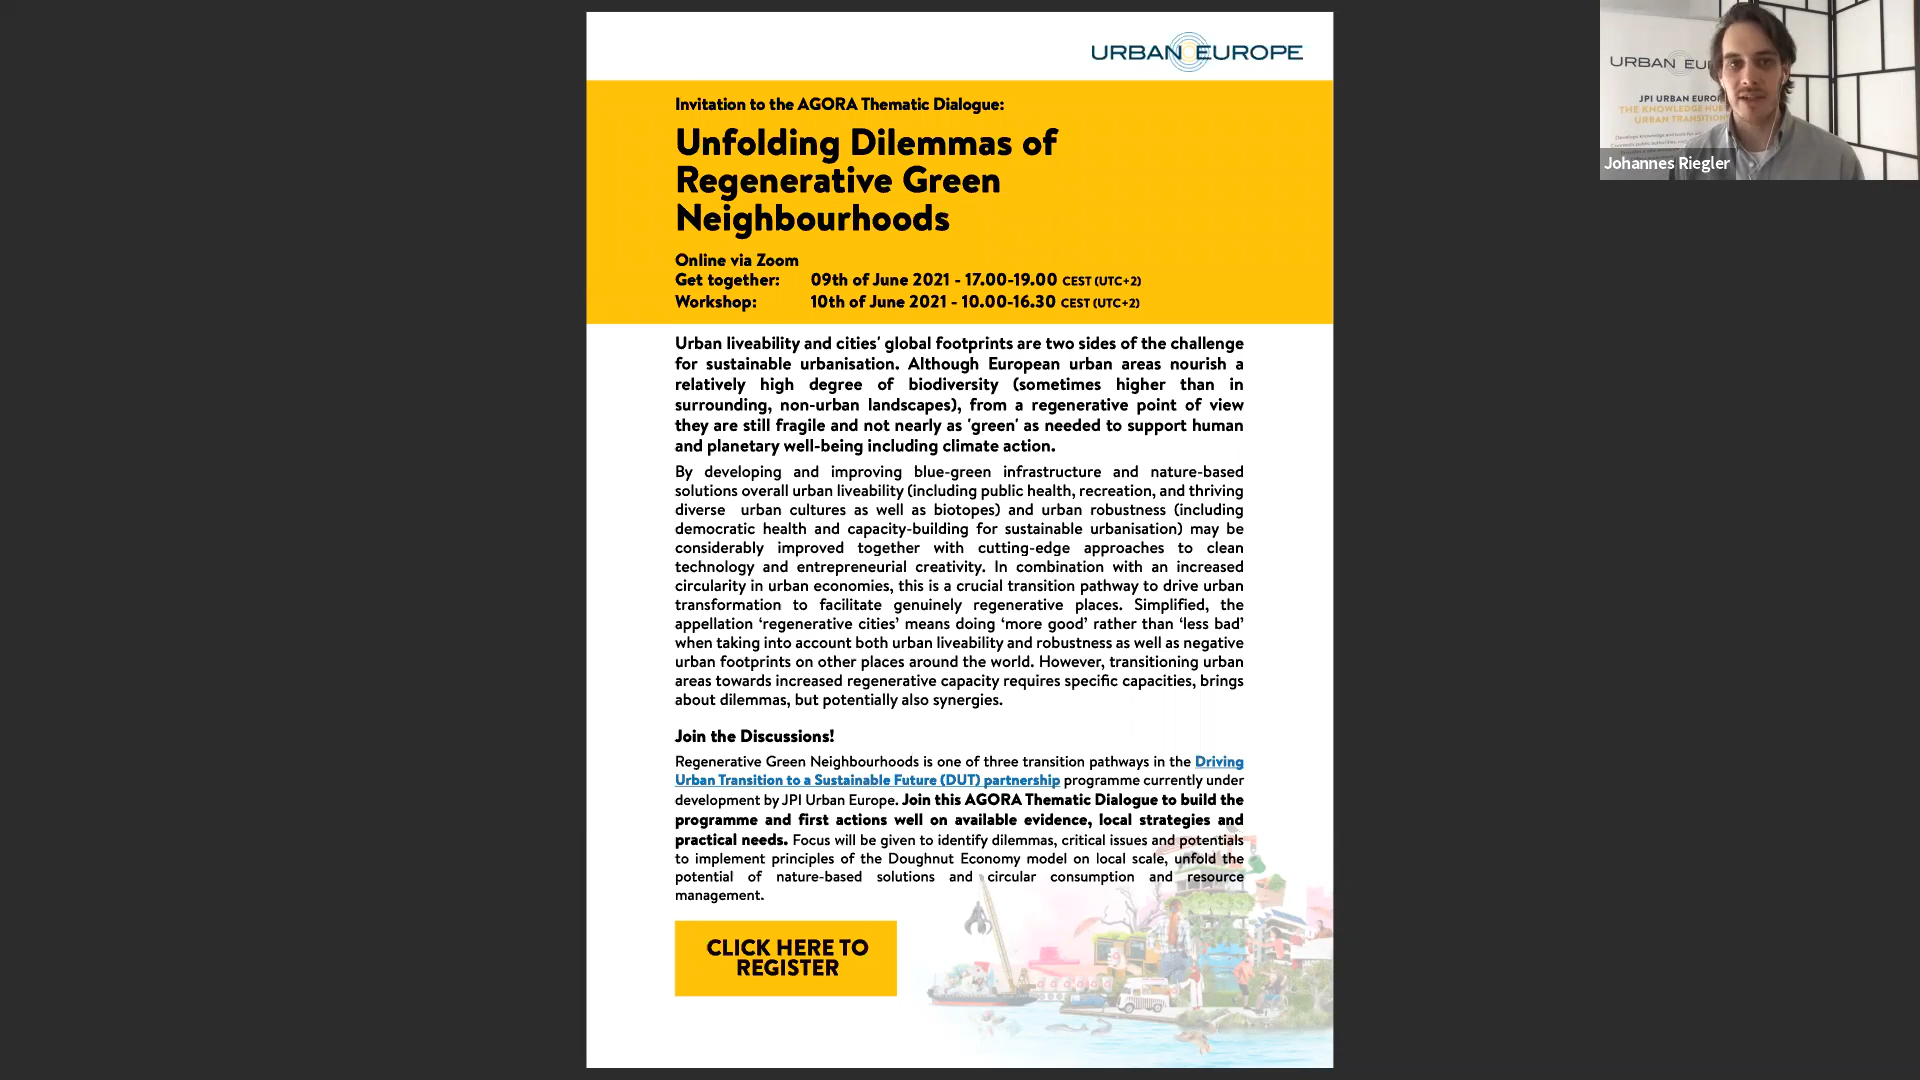 URBAN EUROPE
Invitation to the AGORA Thematic Dialogue:
Unfolding Dilemmas of
Regenerative Green
Neighbourhoods
Online via Zoom
Get together: 09th of June 2021 - 17.00-19.00 CEST (UTC+2)
Workshop: 10th of June 2021 - 10.00-16.30 CEST (UTC+2)
Urban liveability and cities' global footprints are two sides of the challenge
for sustainable urbanisation. Although European urban areas nourish a
relatively high degree of biodiversity (sometimes higher than in
surrounding, non-urban landscapes), from a regenerative point of view
they are still fragile and not nearly as 'green' as needed to support human
and planetary well-being including climate action.
By developing and improving blue-green infrastructure and nature-based
solutions overall urban liveability (including public health, recreation, and thriving
diverse urban cultures as well as biotopes) and urban robustness (including
democratic health and capacity-building for sustainable urbanisation) may be
considerably improved together with cutting-edge approaches to clean
technology and entrepreneurial creativity. In combination with an increased
circularity in urban economies, this is a crucial transition pathway to drive urban
transformation to facilitate genuinely regenerative places. Simplified, the
appellation ‘regenerative cities’ means doing ‘more good’ rather than ‘less bad’
when taking into account both urban liveability and robustness as well as negative
urban footprints on other places around the world. However, transitioning urban
areas towards increased regenerative capacity requires specific capacities, brings
about dilemmas, but potentially also synergies.
Join the Discussions!
Regenerative Green Neighbourhoods is one of three transition pathways in the Driving
Urban Transition to a Sustainable Future (DUT) partnership programme currently under
development by JPI Urban Europe. Join this AGORA Thematic Dialogue to build the
programme and first actions well on available evidence, local strategies and
practical needs. Focus will be given to identify dilemmas, critical issues and potentials
to implement principles of the Doughnut Economy model on local scale, unfold the
potential of nature-based solutions and circular consumption and resource
management.
CLICK HERE TO
REGISTER
URBAN EU
JPI URBAN EURO
THE KNOWLEDGE HU
URBAN TRANSITION
Johannes Riegler